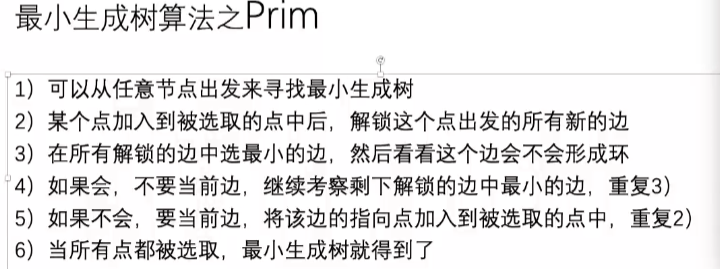 最小生成树算法之Prim
1）可以从任意节点出发来寻找最小生成树
2）某个点加入到被选取的点中后，解锁这个点出发的所有新的边
3）在所有解锁的边中选最小的边，然后看看这个边会不会形成环
4）如果会，不要当前边，继续考察剩下解锁的边中最小的边，重复3）
5）如果不会，要当前边，将该边的指向点加入到被选取的点中，重复2）
6）当所有点都被选取，最小生成树就得到了